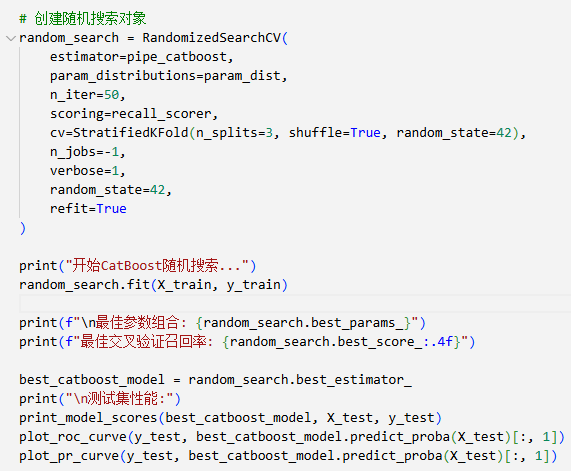 # 创建随机搜索对象
random_search = RandomizedSearchCV(
    estimator=pipe_catboost,
    param_distributions=param_dist,
    n_iter=50,
    scoring=recall_scorer,
    cv=StratifiedKFold(n_splits=3, shuffle=True, random_state=42),
    n_jobs=-1,
    verbose=1,
    random_state=42,
    refit=True
)
print("开始CatBoost随机搜索...")
random_search.fit(X_train, y_train)
print(f"\n最佳参数组合: {random_search.best_params_}")
print(f"最佳交叉验证召回率: {random_search.best_score_:.4f}")
best_catboost_model = random_search.best_estimator_
print("\n测试集性能:")
print_model_scores(best_catboost_model, X_test, y_test)
plot_roc_curve(y_test, best_catboost_model.predict_proba(X_test)[:, 1])
plot_pr_curve(y_test, best_catboost_model.predict_proba(X_test)[:, 1])